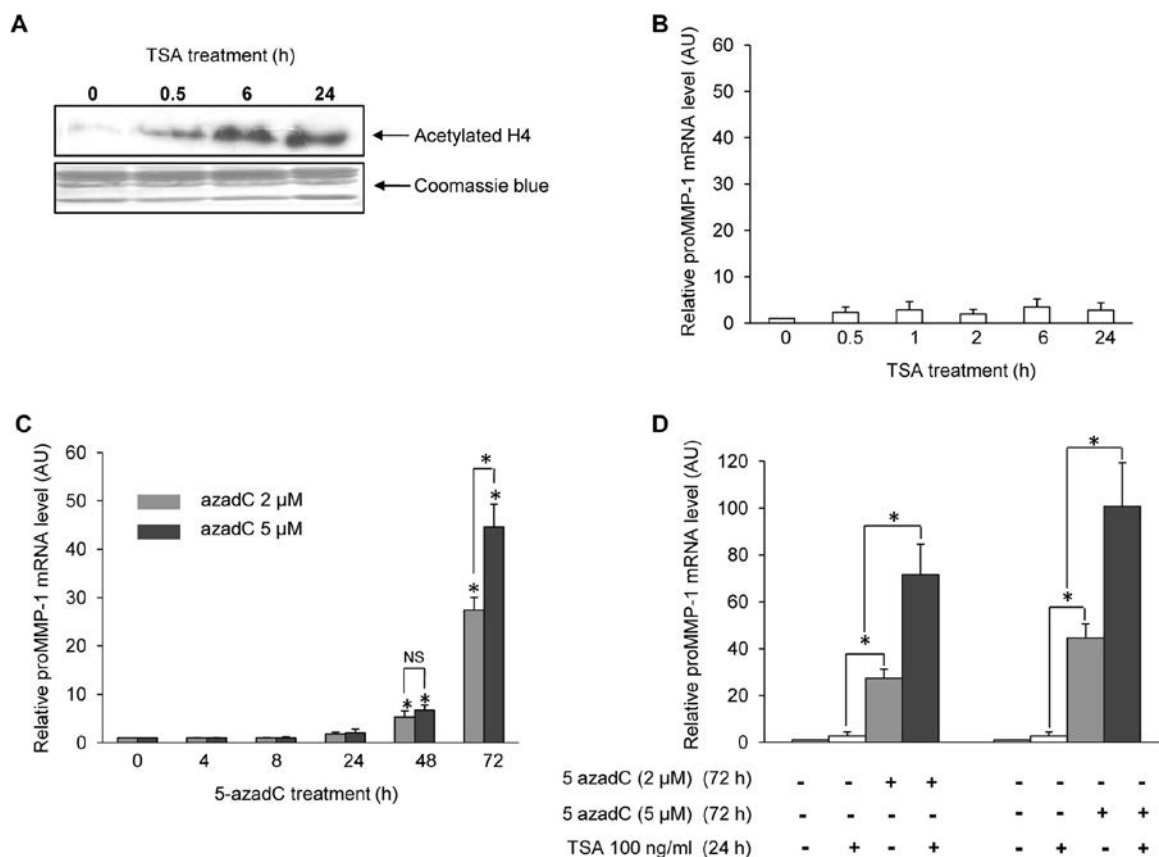 A
TSA treatment (h)
0 0.5 6 24
Acetylated H4
Coomassie blue
B
Relative proMMP-1 mRNA level (AU)
60
50
40
30
20
10
0
0 0.5 1 2 6 24
TSA treatment (h)
C
Relative proMMP-1 mRNA level (AU)
60
50
40
30
20
10
0
azadC 2 µM
azadC 5 µM
NS
* *
*
*
*
0 4 8 24 48 72
5-azadC treatment (h)
D
Relative proMMP-1 mRNA level (AU)
120
100
80
60
40
20
0
*
*
*
*
5 azadC (2 µM) (72 h) - - + + - - - -
5 azadC (5 µM) (72 h) - - - - - - + +
TSA 100 ng/ml (24 h) - + - + - + - +